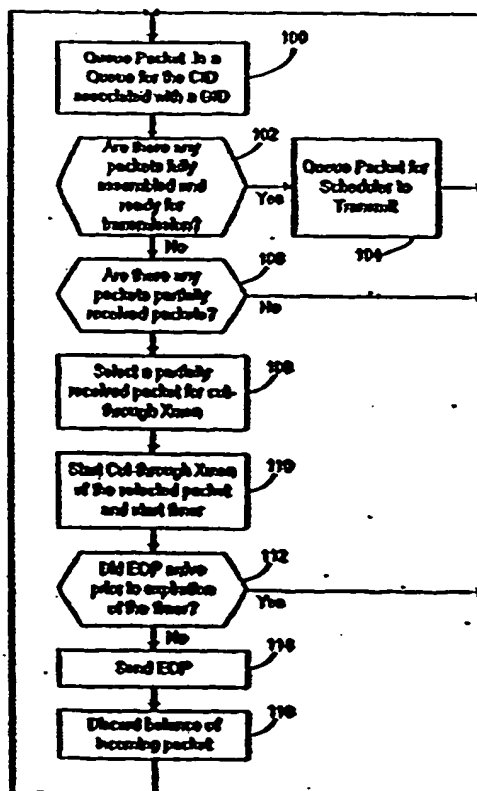 100
Queue Packet in a
Queue for the CID
associated with a
102
Are there any
packets fully
assembled and
ready for
transmission?
Yes
Queue Packet for
Scheduler to
Transmit
104
No
Are there any
packets partially
received packets?
No
108
Select a partially
received packet for cut-
through Xmsn
110
Start Cut-through Xmsn
of the selected packet
and start timer
112
Did EOP arrive
prior to expiration
of the timer?
Yes
No
Send EOP
Discard balance of
incoming packet